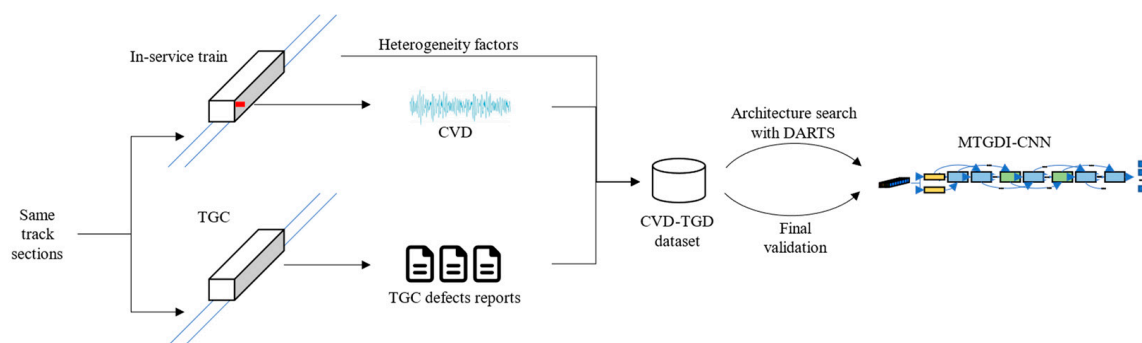 In-service train
Heterogeneity factors
CVD
Same
track
sections
TGC
TGC defects reports
CVD-TGD
dataset
Architecture search
with DARTS
Final
validation
MTGDI-CNN